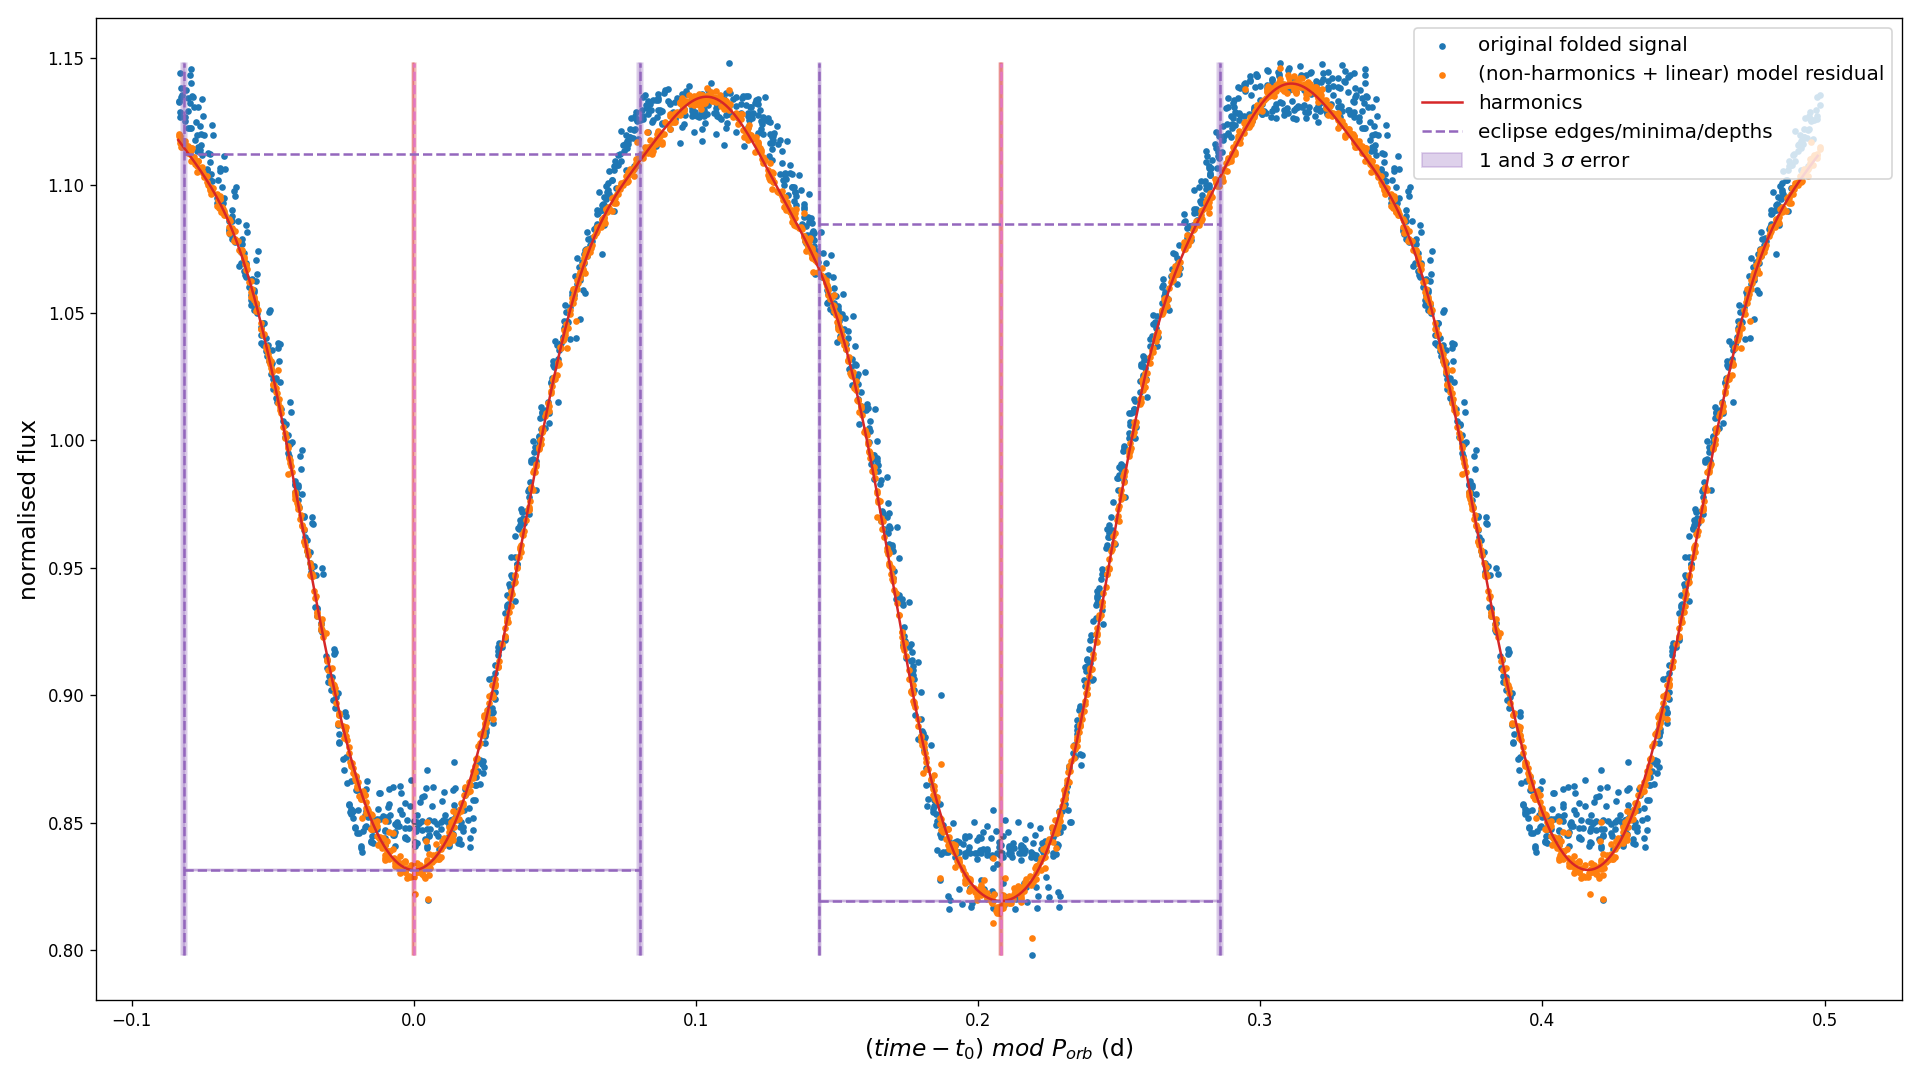 original folded signal
(non-harmonics + linear) model residual
harmonics
eclipse edges/minima/depths
1 and 3 σ error
normalised flux
1.15
1.10
1.05
1.00
0.95
0.90
0.85
0.80
−0.1 0.0 0.1 0.2 0.3 0.4 0.5
(time − t₀) mod P_orb (d)